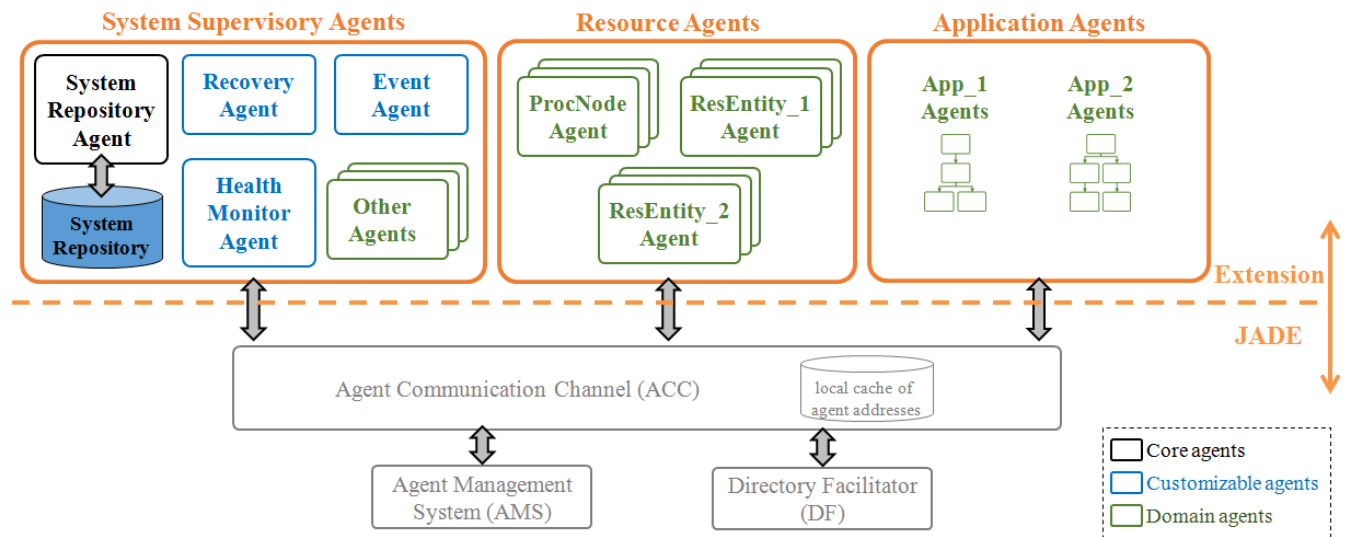 System Supervisory Agents
Resource Agents
Application Agents
System
Repository
Agent
Recovery
Agent
Event
Agent
System
Repository
Health
Monitor
Agent
Other
Agents
ProcNode
Agent
ResEntity_1
Agent
ResEntity_2
Agent
App_1
Agents
App_2
Agents
Extension
JADE
Agent Communication Channel (ACC)
local cache of
agent addresses
Agent Management
System (AMS)
Directory Facilitator
(DF)
Core agents
Customizable agents
Domain agents